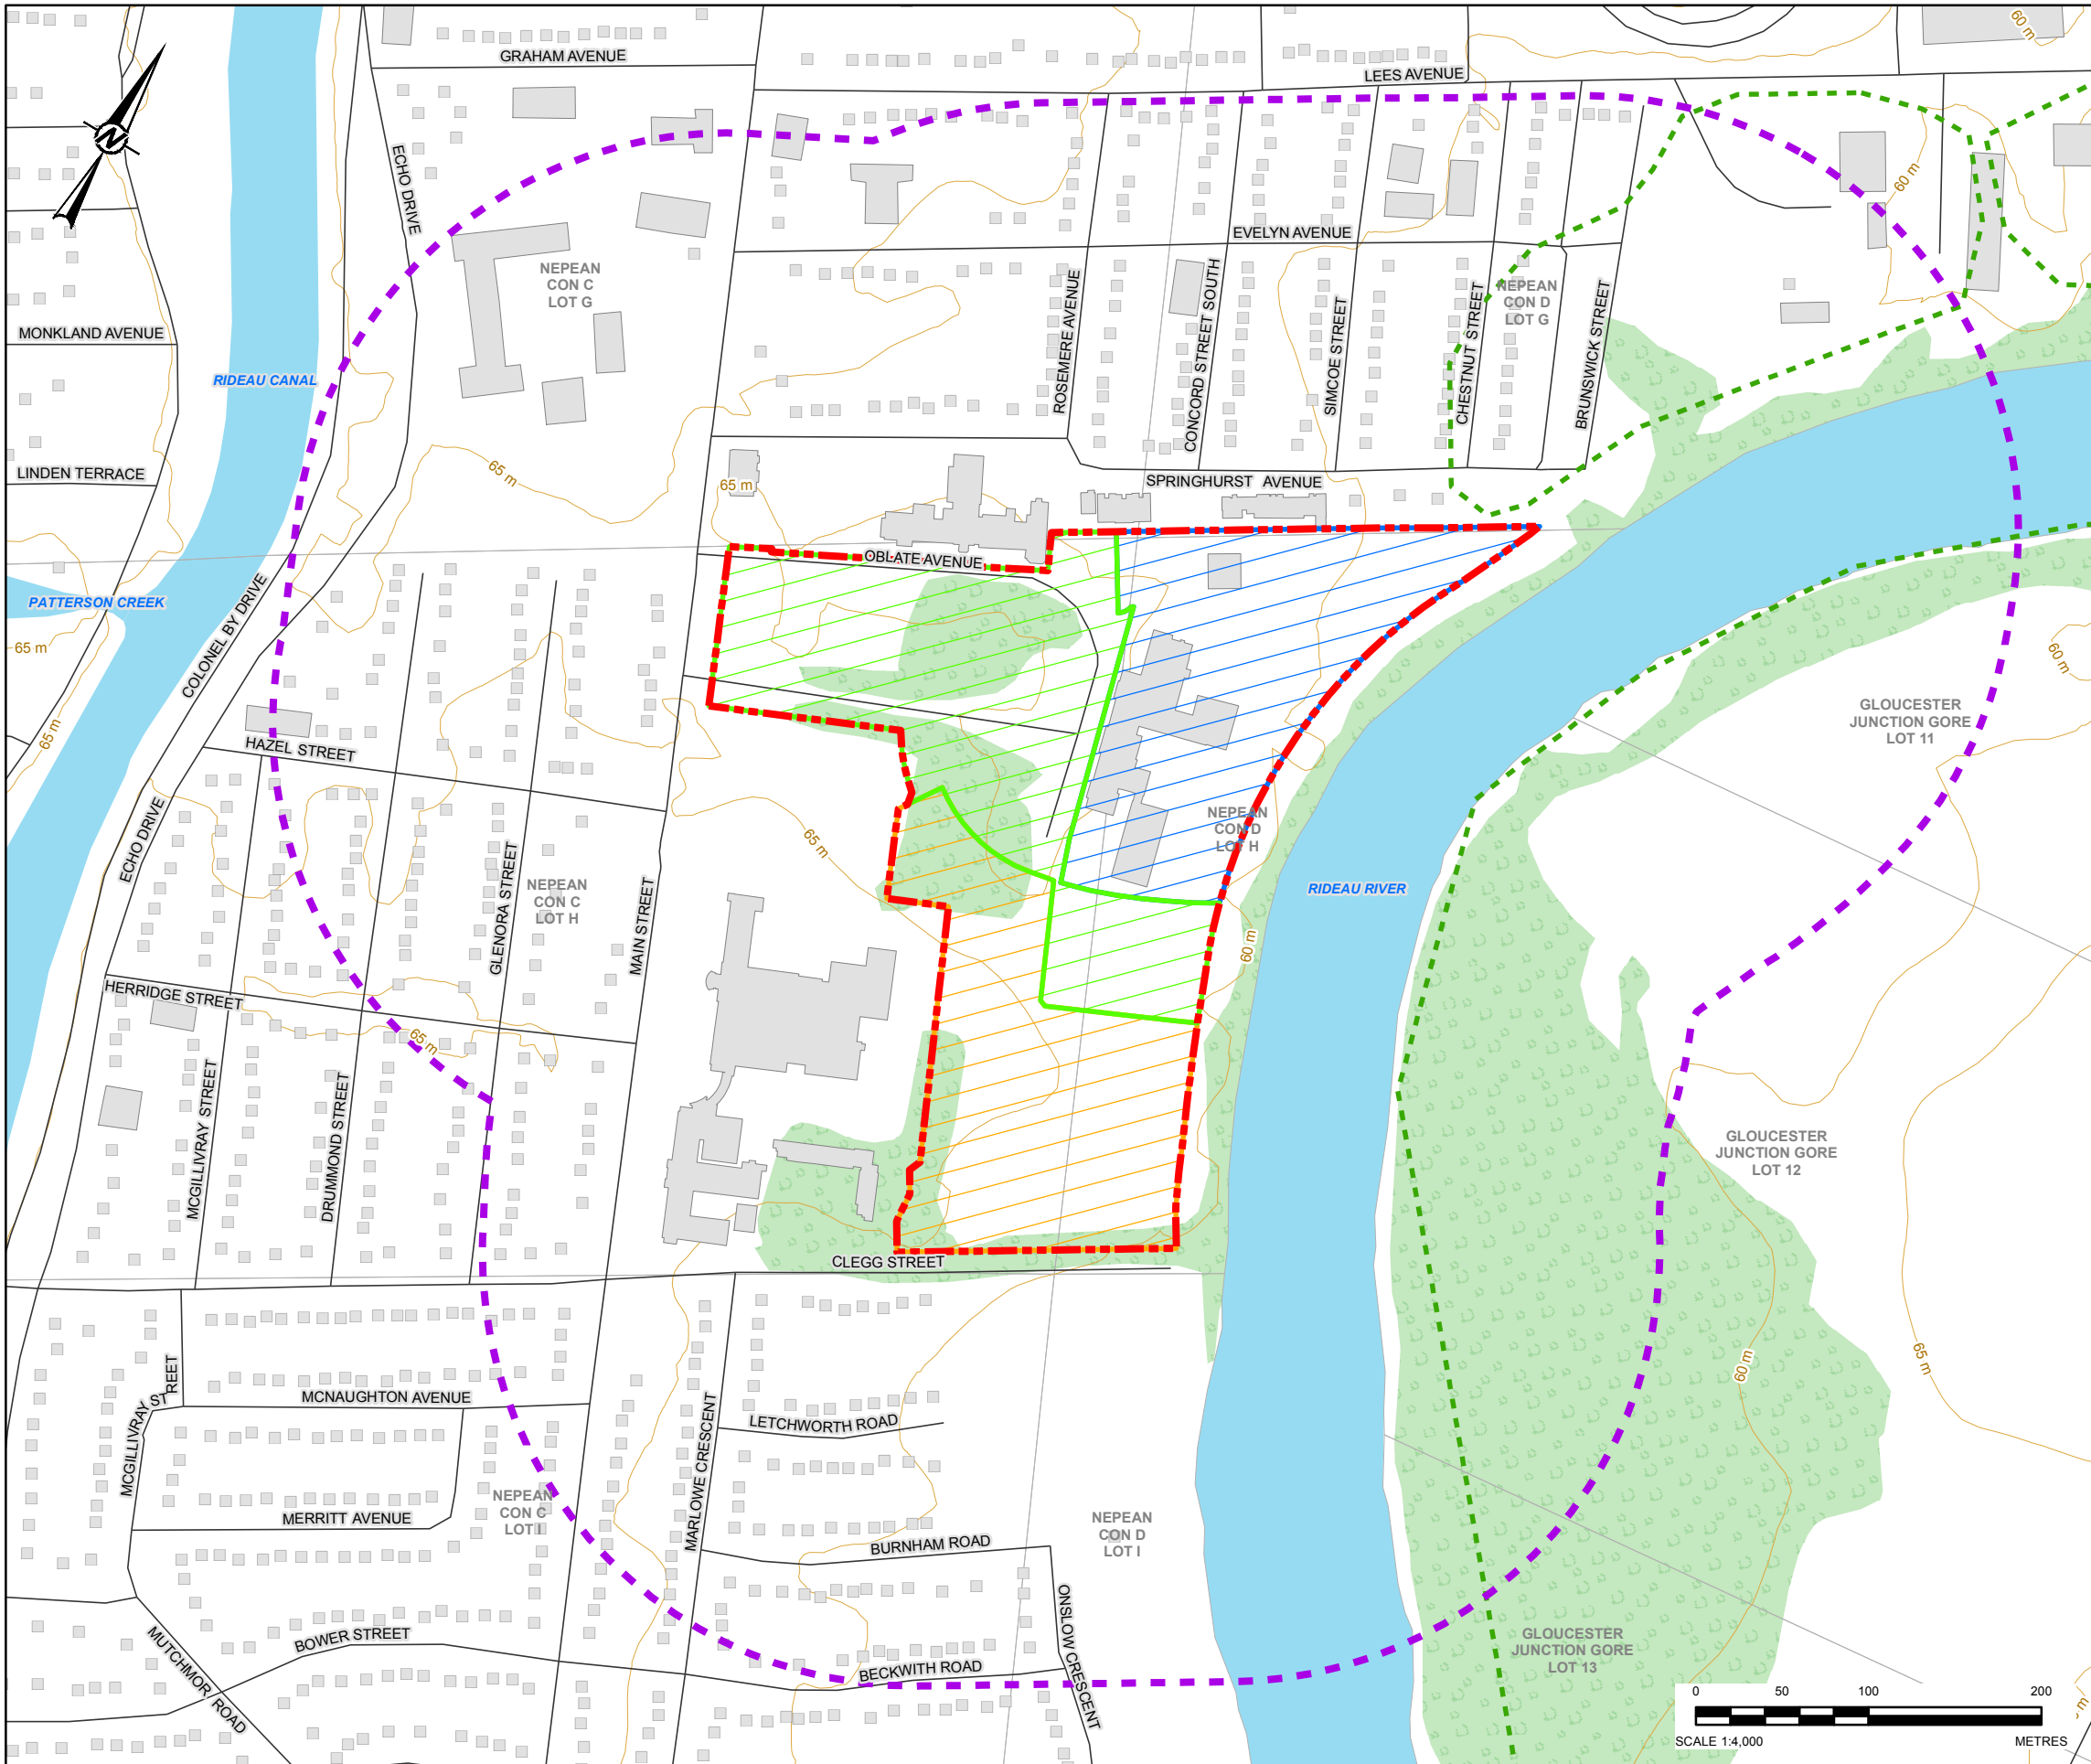 60 m
GRAHAM AVENUE
LEES AVENUE
N
ECHO DRIVE
60 m
EVELYN AVENUE
NEPEAN
CON C
LOT G
NEPEAN
CON D
LOT G
MONKLAND AVENUE
ROSEMERE AVENUE
CONCORD STREET SOUTH
SIMCOE STREET
CHESTNUT STREET
BRUNSWICK STREET
RIDEAU CANAL
LINDEN TERRACE
65 m
65 m
SPRINGHURST AVENUE
OBLATE AVENUE
PATTERSON CREEK
COLONEL BY DRIVE
65 m
60 m
65 m
GLOUCESTER
JUNCTION GORE
LOT 11
HAZEL STREET
ECHO DRIVE
65 m
NEPEAN
CON D
LOT H
GLENORA STREET
NEPEAN
CON C
LOT H
MAIN STREET
RIDEAU RIVER
60 m
HERRIDGE STREET
65 m
MCGILLIVRAY STREET
DRUMMOND STREET
GLOUCESTER
JUNCTION GORE
LOT 12
CLEGG STREET
60 m
65 m
MCGILLIVRAY STREET
MCNAUGHTON AVENUE
MARLOWE CRESCENT
LETCHWORTH ROAD
NEPEAN
CON C
LOT I
MERRITT AVENUE
NEPEAN
CON D
LOT I
BURNHAM ROAD
ONSLOW CRESCENT
MUTCHMOR ROAD
BOWER STREET
BECKWITH ROAD
GLOUCESTER
JUNCTION GORE
LOT 13
0 50 100 200
SCALE 1:4,000 METRES